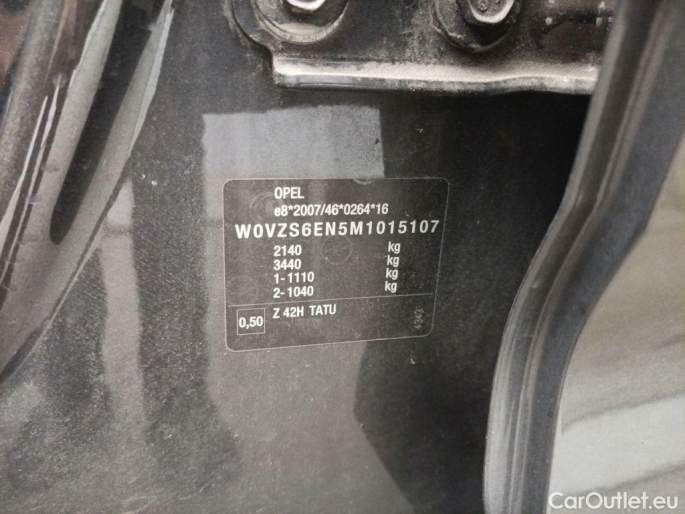 OPEL
e8*2007/46*0264*16
W0VZS6EN5M1015107
2140 kg
3440 kg
1-1110 kg
2-1040 kg
0,50 Z 42H TATU
CarOutlet.eu